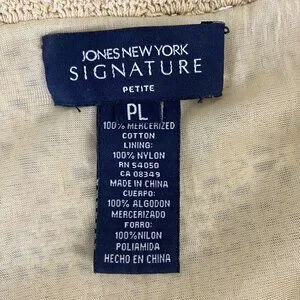 JONES NEW YORK
SIGNATURE
PETITE
PL
100% MERCERIZED
COTTON
LINING:
100% NYLON
RN 54050
CA 08349
MADE IN CHINA
CUERPO:
100% ALGODON
MERCERIZADO
FORRO:
100%NILON
POLIAMIDA
HECHO EN CHINA